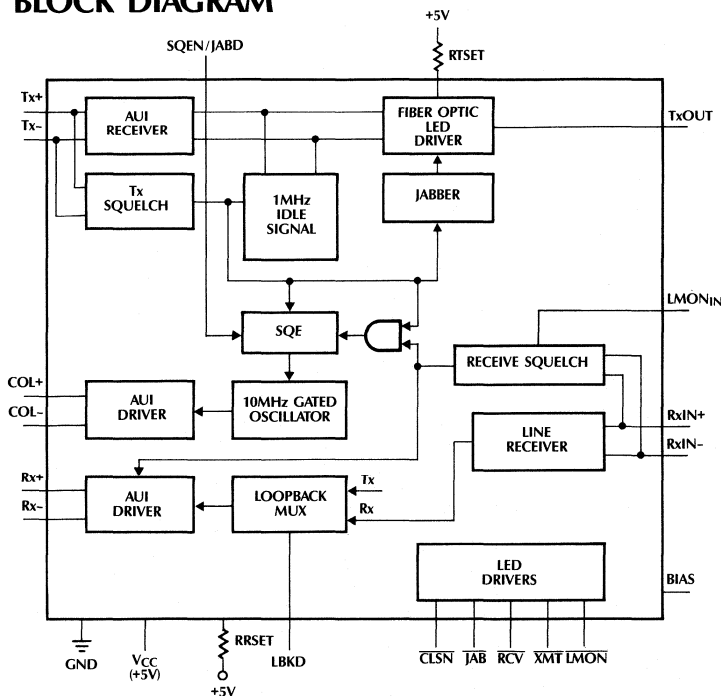 BLOCK DIAGRAM
+5V
SQEN/JABD
RTSET
Tx+
Tx–
AUI
RECEIVER
FIBER OPTIC
LED
DRIVER
TxOUT
Tx
SQUELCH
1MHz
IDLE
SIGNAL
JABBER
LMONIN
SQE
RECEIVE SQUELCH
COL+
COL–
AUI
DRIVER
10MHz GATED
OSCILLATOR
LINE
RECEIVER
RxIN+
RxIN–
Rx+
Rx–
AUI
DRIVER
LOOPBACK
MUX
Tx
Rx
LED
DRIVERS
BIAS
GND
VCC
(+5V)
RRSET
+5V
LBKD
CLSN JAB RCV XMT LMON